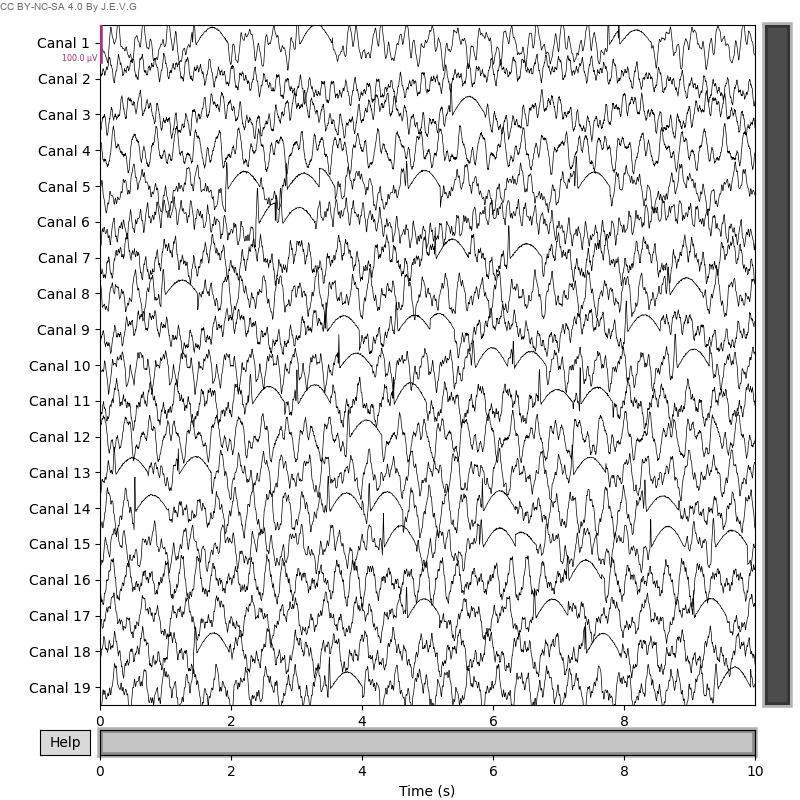 CC BY-NC-SA 4.0 By J.E.V.G
Canal 1
100.0 µV
Canal 2
Canal 3
Canal 4
Canal 5
Canal 6
Canal 7
Canal 8
Canal 9
Canal 10
Canal 11
Canal 12
Canal 13
Canal 14
Canal 15
Canal 16
Canal 17
Canal 18
Canal 19
0 2 4 6 8
Help
0 2 4 6 8 10
Time (s)